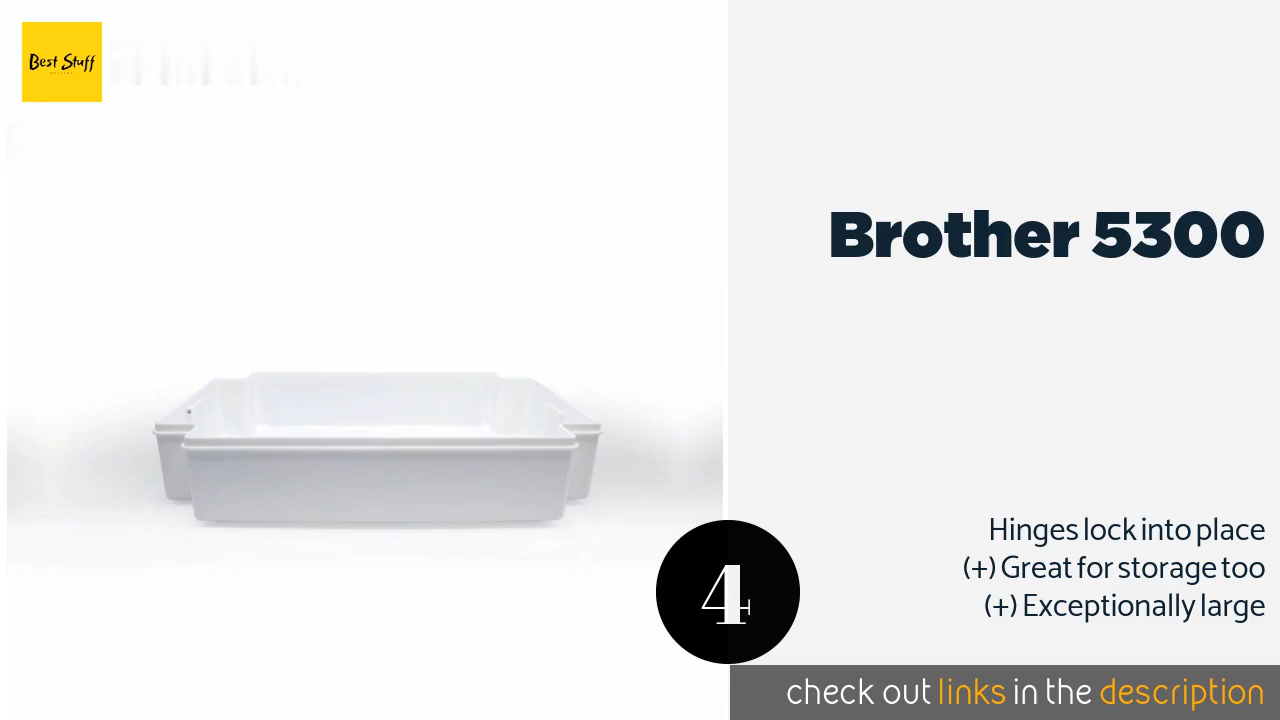 Best Stuff
Brother 5300
4
Hinges lock into place
(+) Great for storage too
(+) Exceptionally large
check out links in the description